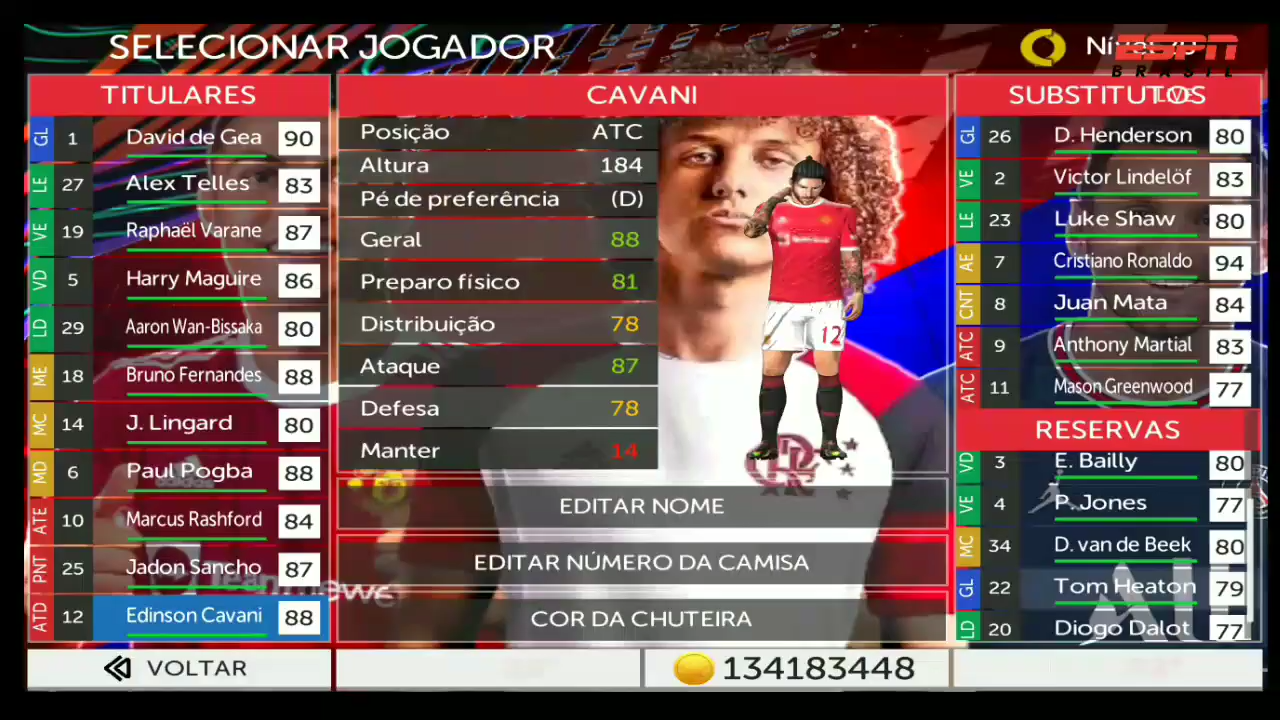 SELECIONAR JOGADOR
ESPN
BRASIL
TITULARES
GL 1 David de Gea 90
LE 27 Alex Telles 83
VE 19 Raphaël Varane 87
VD 5 Harry Maguire 86
LD 29 Aaron Wan-Bissaka 80
ME 18 Bruno Fernandes 88
MC 14 J. Lingard 80
MD 6 Paul Pogba 88
ATE 10 Marcus Rashford 84
PNT 25 Jadon Sancho 87
ATD 12 Edinson Cavani 88
CAVANI
Posição ATC
Altura 184
Pé de preferência (D)
Geral 88
Preparo físico 81
Distribuição 78
Ataque 87
Defesa 78
Manter 14
12
EDITAR NOME
EDITAR NÚMERO DA CAMISA
COR DA CHUTEIRA
SUBSTITUTOS
GL 26 D. Henderson 80
VE 2 Victor Lindelöf 83
LE 23 Luke Shaw 80
AE 7 Cristiano Ronaldo 94
CNT 8 Juan Mata 84
ATC 9 Anthony Martial 83
ATC 11 Mason Greenwood 77
RESERVAS
VD 3 E. Bailly 80
VE 4 P. Jones 77
MC 34 D. van de Beek 80
GL 22 Tom Heaton 79
LD 20 Diogo Dalot 77
VOLTAR
134183448